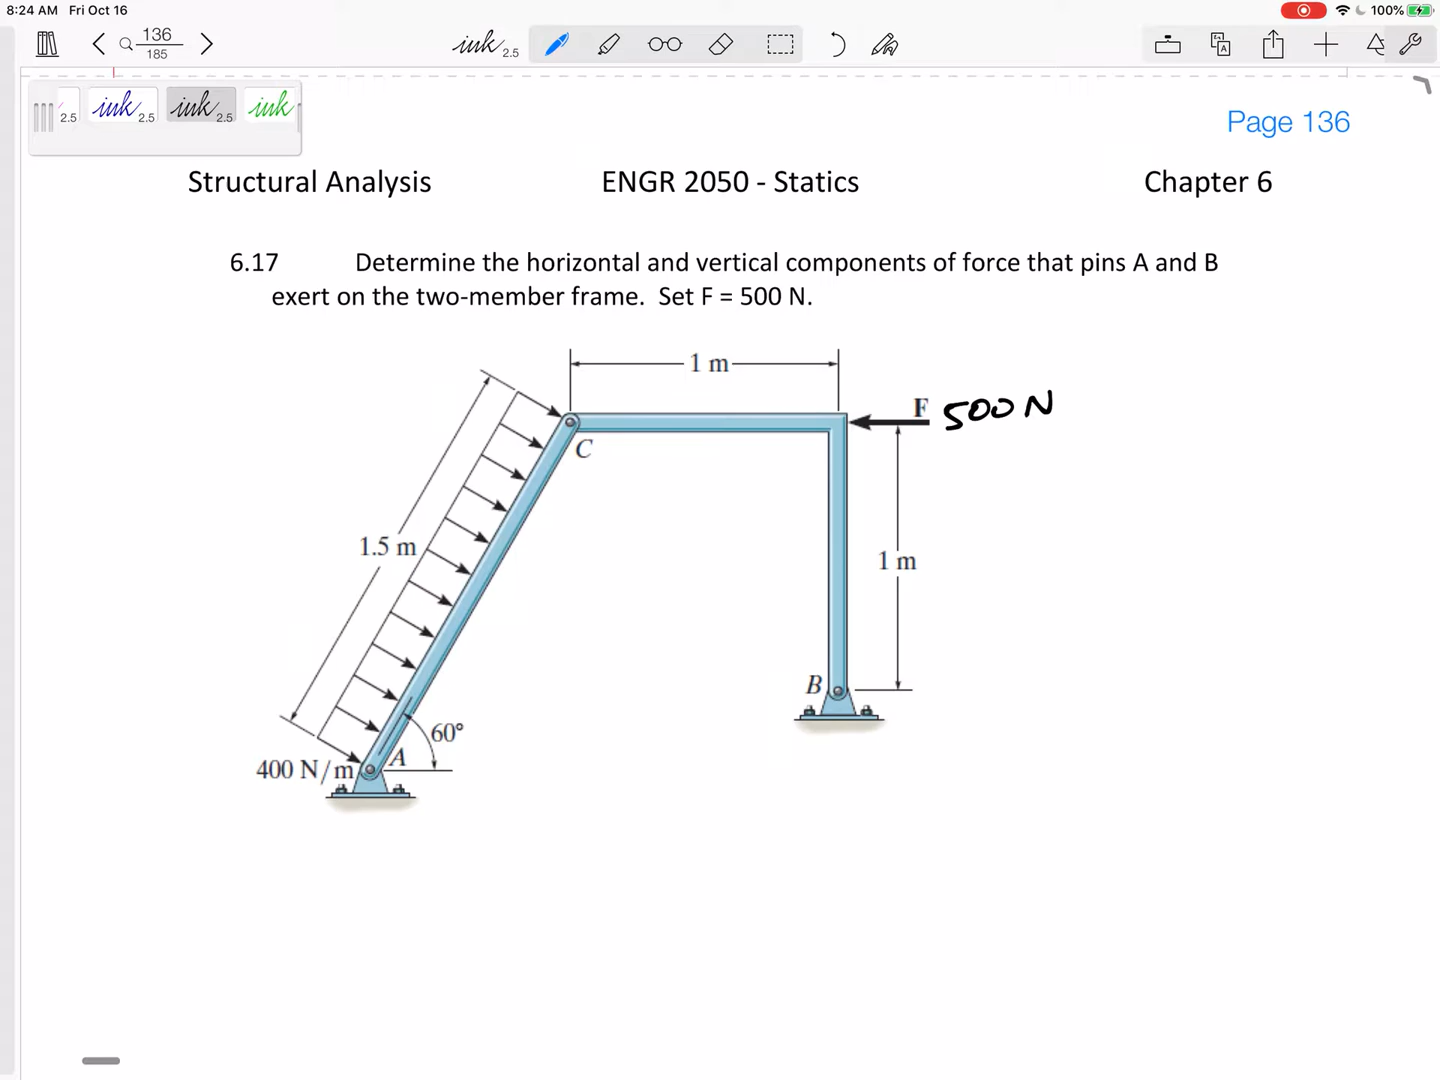 8:24 AM Fri Oct 16
100%
136
185
ink 2.5
2.5
ink 2.5
ink 2.5
ink
Page 136
Structural Analysis ENGR 2050 - Statics Chapter 6
6.17 Determine the horizontal and vertical components of force that pins A and B
exert on the two-member frame. Set F = 500 N.
1 m
F 500 N
C
1.5 m
1 m
B
60°
400 N/m A